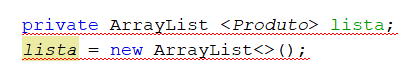 private ArrayList <Produto> lista;
lista = new ArrayList<>();